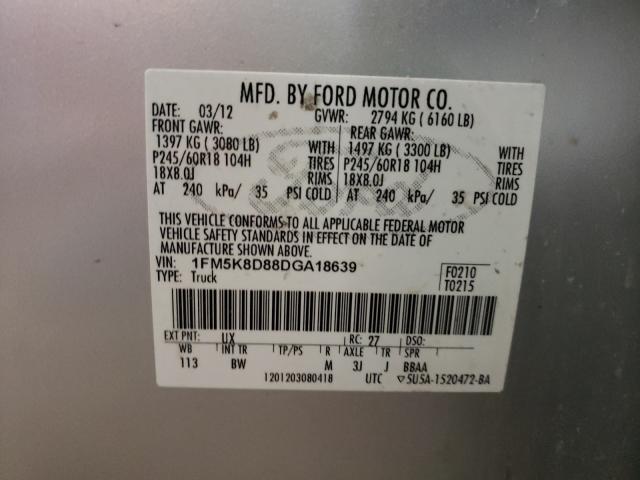 MFD. BY FORD MOTOR CO.
DATE: 03/12 GVWR: 2794 KG ( 6160 LB)
FRONT GAWR: REAR GAWR:
1397 KG ( 3080 LB) WITH 1497 KG ( 3300 LB) WITH
P245/60R18 104H TIRES P245/60R18 104H TIRES
18X8.0J RIMS 18X8.0J RIMS
AT 240 kPa/ 35 PSI COLD AT 240 kPa/ 35 PSI COLD
Ford
THIS VEHICLE CONFORMS TO ALL APPLICABLE FEDERAL MOTOR
VEHICLE SAFETY STANDARDS IN EFFECT ON THE DATE OF
MANUFACTURE SHOWN ABOVE.
VIN: 1FM5K8D88DGA18639 F0210
TYPE: Truck T0215
EXT PNT: UX RC: 27 DSO:
WB INT TR TP/PS R AXLE TR SPR
113 BW M 3J J BBAA
1201203080418 UTC ▽5U5A-1520472-BA